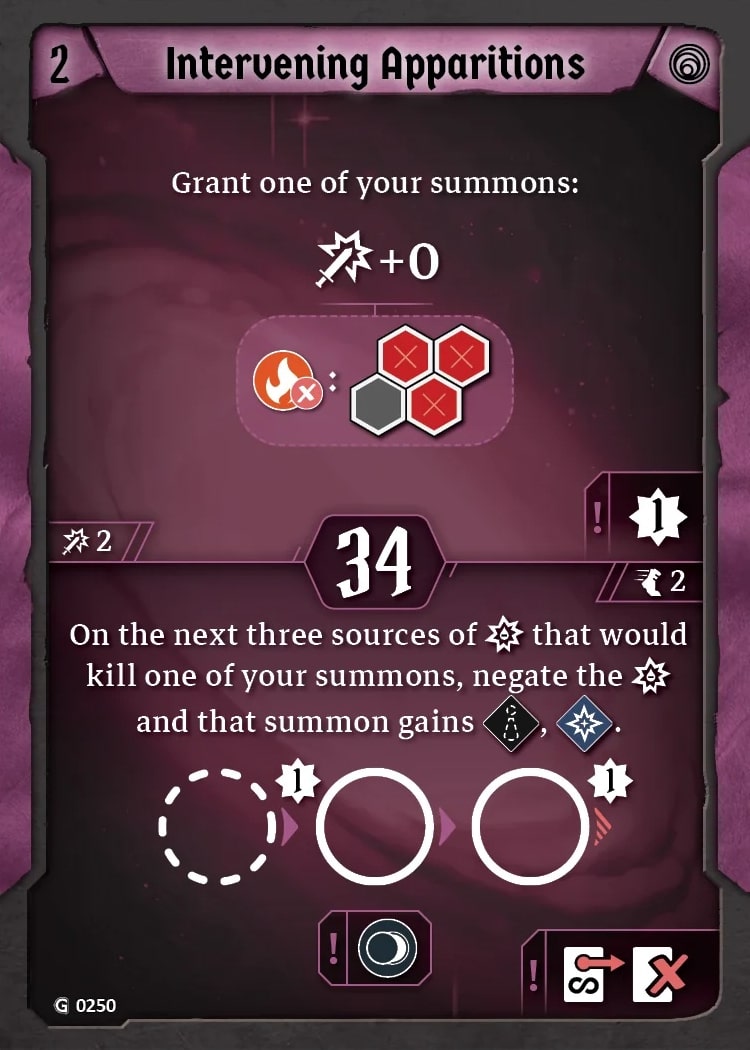 2
Intervening Apparitions
Grant one of your summons:
+0
:
! 1
2
34
2
On the next three sources of that would
kill one of your summons, negate the
and that summon gains , .
1 1
!
!
G 0250